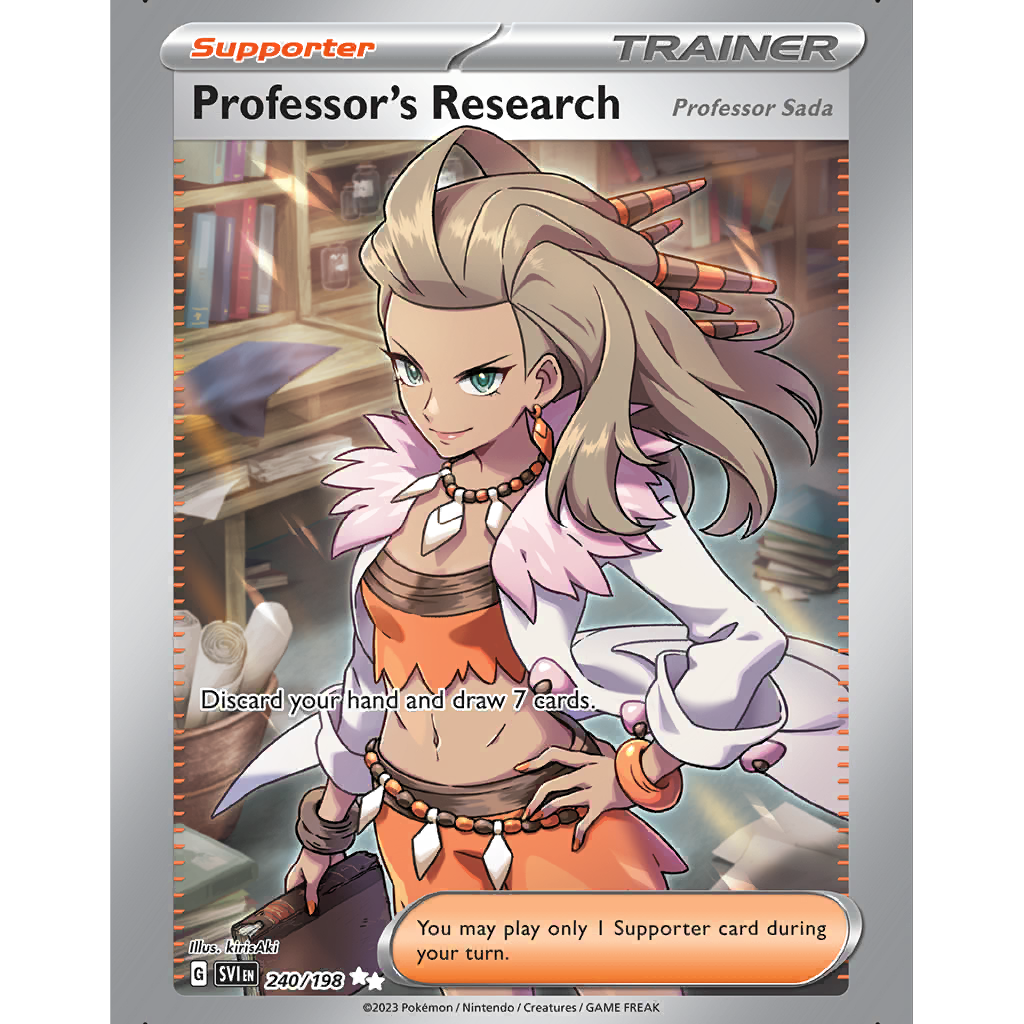 Supporter TRAINER
Professor's Research Professor Sada
Discard your hand and draw 7 cards.
You may play only 1 Supporter card during
your turn.
Illus. kirisAki
G SVI EN 240/198
©2023 Pokémon / Nintendo / Creatures / GAME FREAK